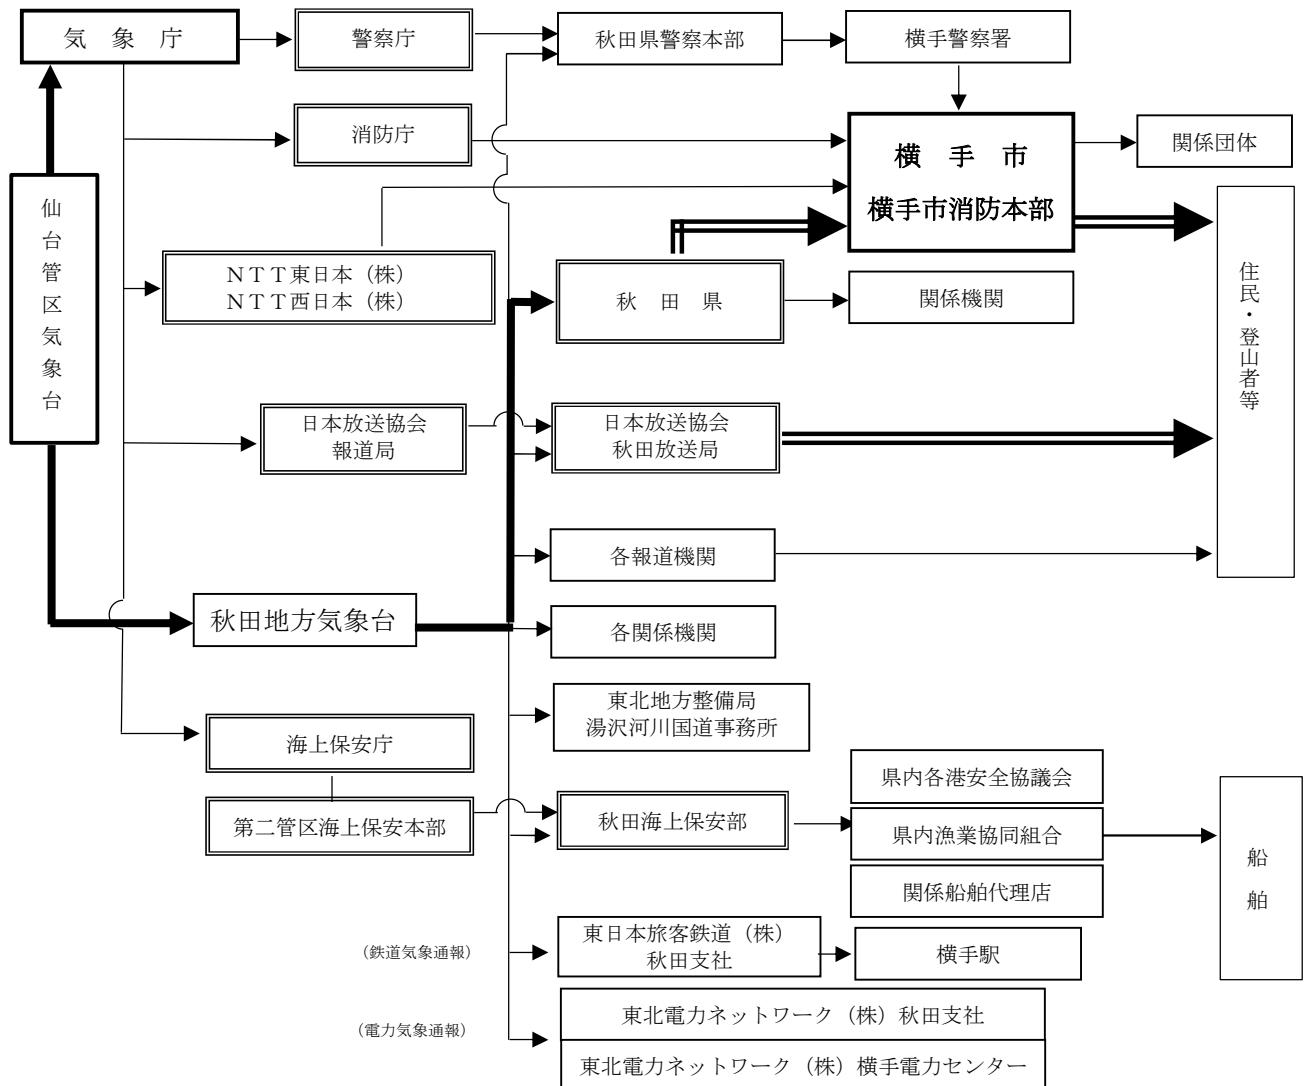 気 象 庁
警察庁
秋田県警察本部
横手警察署
消防庁
横 手 市
横手市消防本部
関係団体
仙台管区気象台
ＮＴＴ東日本（株）
ＮＴＴ西日本（株）
秋 田 県
関係機関
住民・登山者等
日本放送協会
報道局
日本放送協会
秋田放送局
各報道機関
秋田地方気象台
各関係機関
東北地方整備局
湯沢河川国道事務所
海上保安庁
第二管区海上保安本部
秋田海上保安部
県内各港安全協議会
県内漁業協同組合
関係船舶代理店
船舶
（鉄道気象通報）
東日本旅客鉄道（株）
秋田支社
横手駅
（電力気象通報）
東北電力ネットワーク（株）秋田支社
東北電力ネットワーク（株）横手電力センター